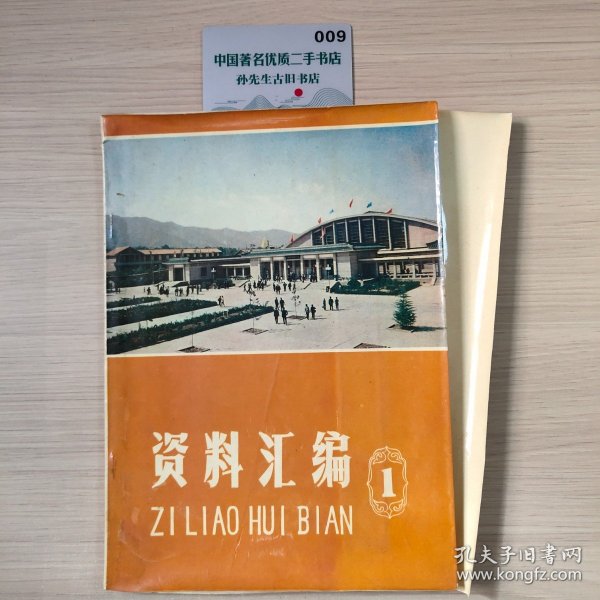 009
中国著名优质二手书店
孙先生古旧书店
资料汇编
1
ZI LIAO HUI BIAN
孔夫子旧书网
www.kongfz.com